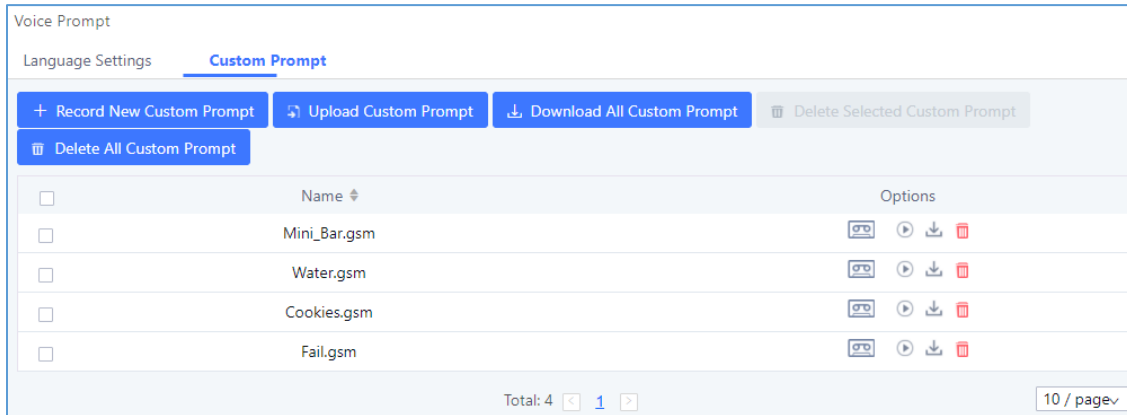 Voice Prompt
Language Settings Custom Prompt
+ Record New Custom Prompt Upload Custom Prompt Download All Custom Prompt Delete Selected Custom Prompt
Delete All Custom Prompt
Name Options
Mini_Bar.gsm
Water.gsm
Cookies.gsm
Fail.gsm
Total: 4 < 1 > 10 / page